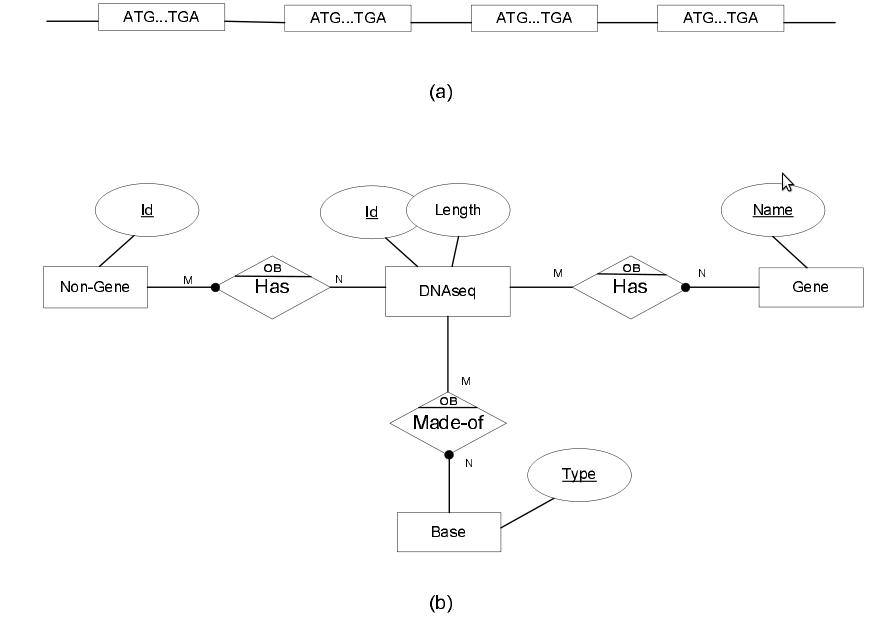 ATG...TGA ATG...TGA ATG...TGA ATG...TGA
(a)
Id Id Length Name
OB OB
M N M N
Non-Gene Has DNAseq Has Gene
M
OB
Made-of
N
Type
Base
(b)